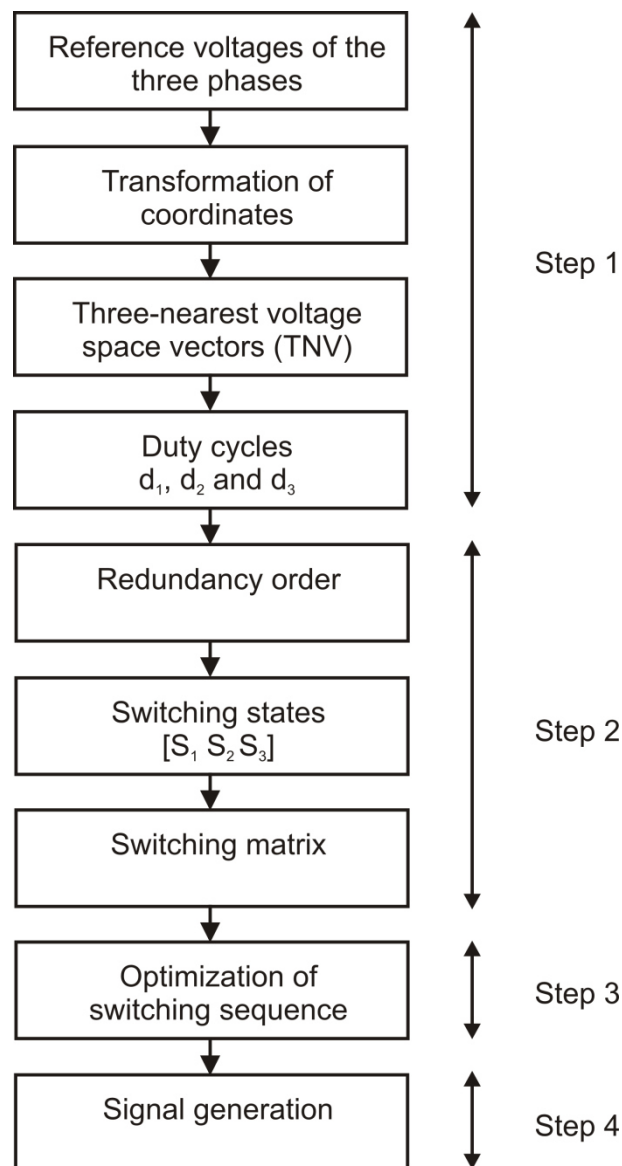 Reference voltages of the
three phases
Transformation of
coordinates
Three-nearest voltage
space vectors (TNV)
Step 1
Duty cycles
d₁, d₂ and d₃
Redundancy order
Switching states
[S₁ S₂ S₃]
Step 2
Switching matrix
Optimization of
switching sequence
Step 3
Signal generation
Step 4